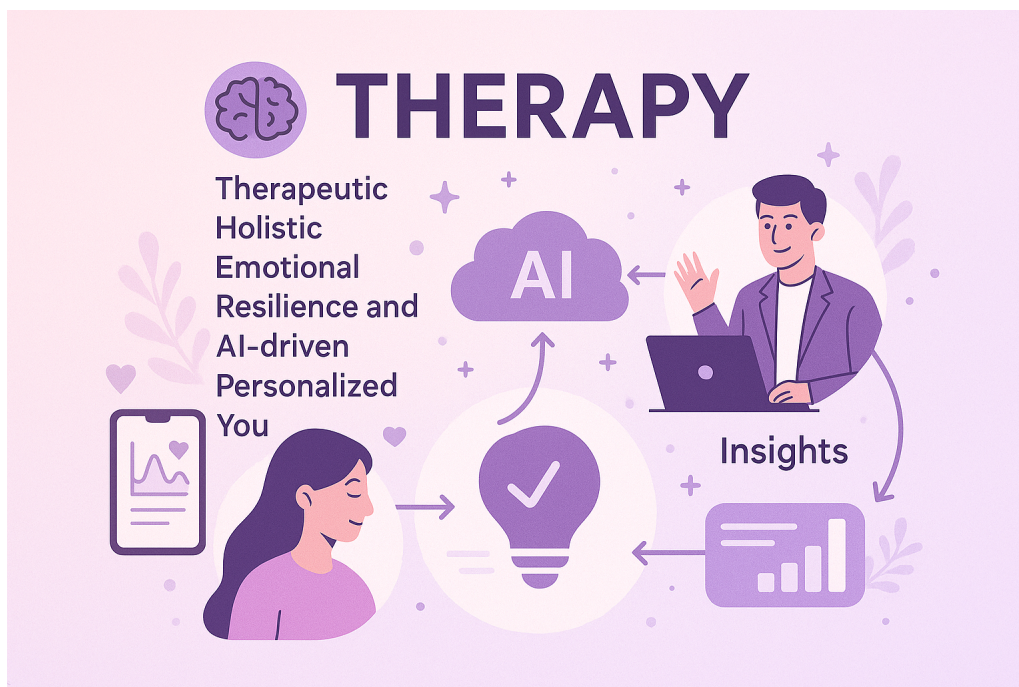 THERAPY
Therapeutic
Holistic
Emotional
Resilience and
AI-driven
Personalized
You
AI
Insights